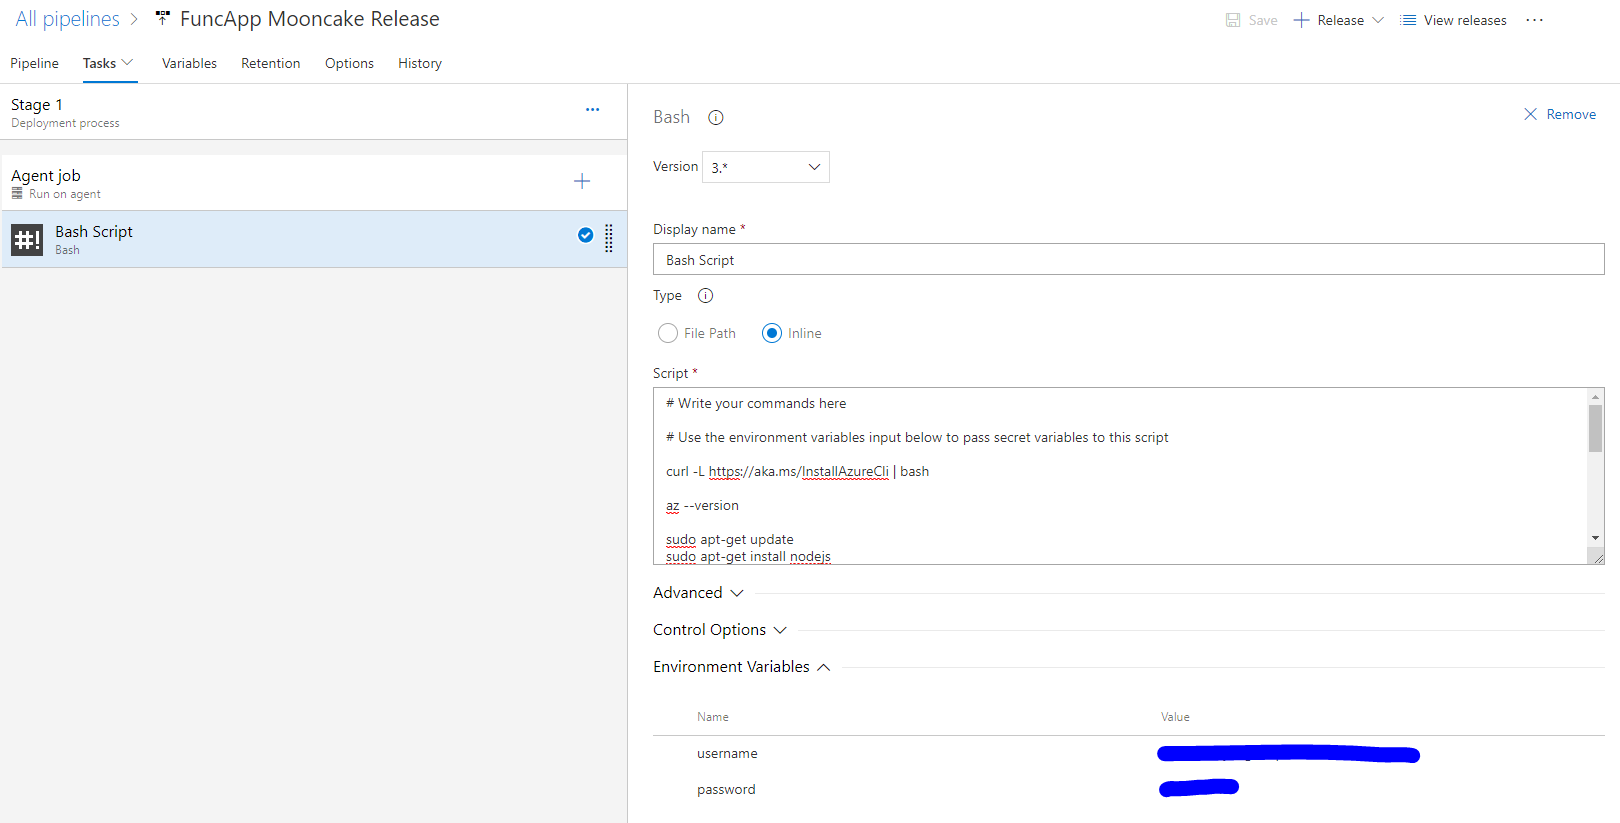 All pipelines > FuncApp Mooncake Release
Save + Release View releases ...
Pipeline Tasks Variables Retention Options History
Stage 1
Deployment process
Agent job
Run on agent
#! Bash Script
Bash
Bash
Remove
Version 3.*
Display name *
Bash Script
Type
File Path Inline
Script *
# Write your commands here
# Use the environment variables input below to pass secret variables to this script
curl -L https://aka.ms/InstallAzureCli | bash
az --version
sudo apt-get update
sudo apt-get install nodejs
Advanced
Control Options
Environment Variables
Name Value
username
password